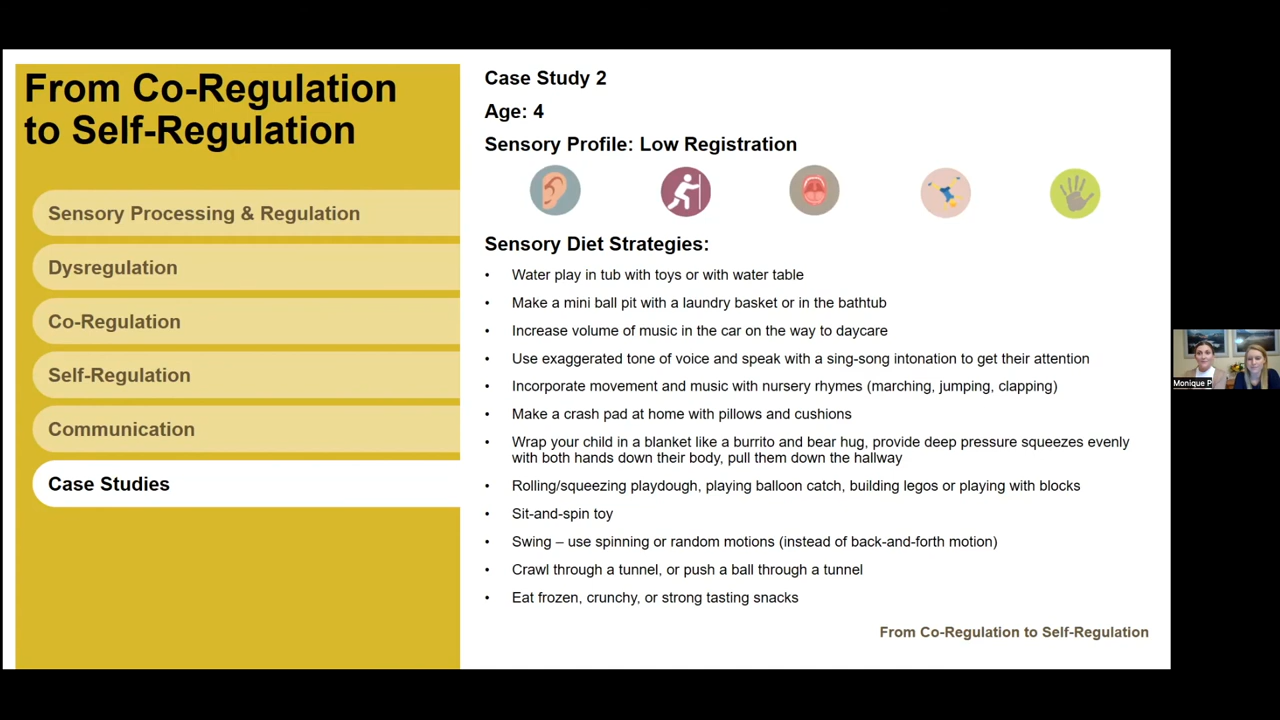 From Co-Regulation
to Self-Regulation
Sensory Processing & Regulation
Dysregulation
Co-Regulation
Self-Regulation
Communication
Case Studies
Case Study 2
Age: 4
Sensory Profile: Low Registration
Sensory Diet Strategies:
• Water play in tub with toys or with water table
• Make a mini ball pit with a laundry basket or in the bathtub
• Increase volume of music in the car on the way to daycare
• Use exaggerated tone of voice and speak with a sing-song intonation to get their attention
• Incorporate movement and music with nursery rhymes (marching, jumping, clapping)
• Make a crash pad at home with pillows and cushions
• Wrap your child in a blanket like a burrito and bear hug, provide deep pressure squeezes evenly
with both hands down their body, pull them down the hallway
• Rolling/squeezing playdough, playing balloon catch, building legos or playing with blocks
• Sit-and-spin toy
• Swing – use spinning or random motions (instead of back-and-forth motion)
• Crawl through a tunnel, or push a ball through a tunnel
• Eat frozen, crunchy, or strong tasting snacks
From Co-Regulation to Self-Regulation
Monique P